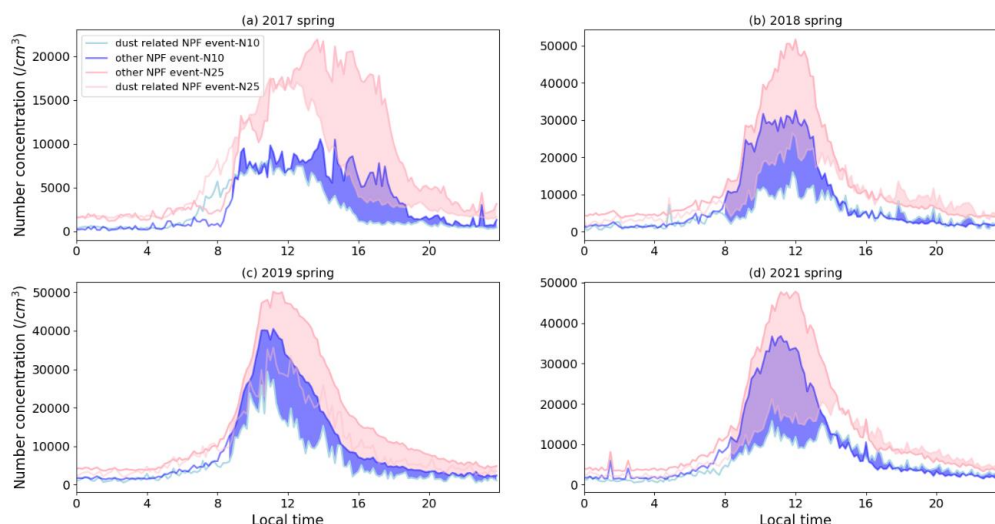 (a) 2017 spring
(b) 2018 spring
Number concentration (/cm³)
20000
15000
10000
5000
0
dust related NPF event-N10
other NPF event-N10
other NPF event-N25
dust related NPF event-N25
50000
40000
30000
20000
10000
0
0 4 8 12 16 20
0 4 8 12 16 20
(c) 2019 spring
(d) 2021 spring
Number concentration (/cm³)
50000
40000
30000
20000
10000
0
50000
40000
30000
20000
10000
0
0 4 8 12 16 20
0 4 8 12 16 20
Local time
Local time